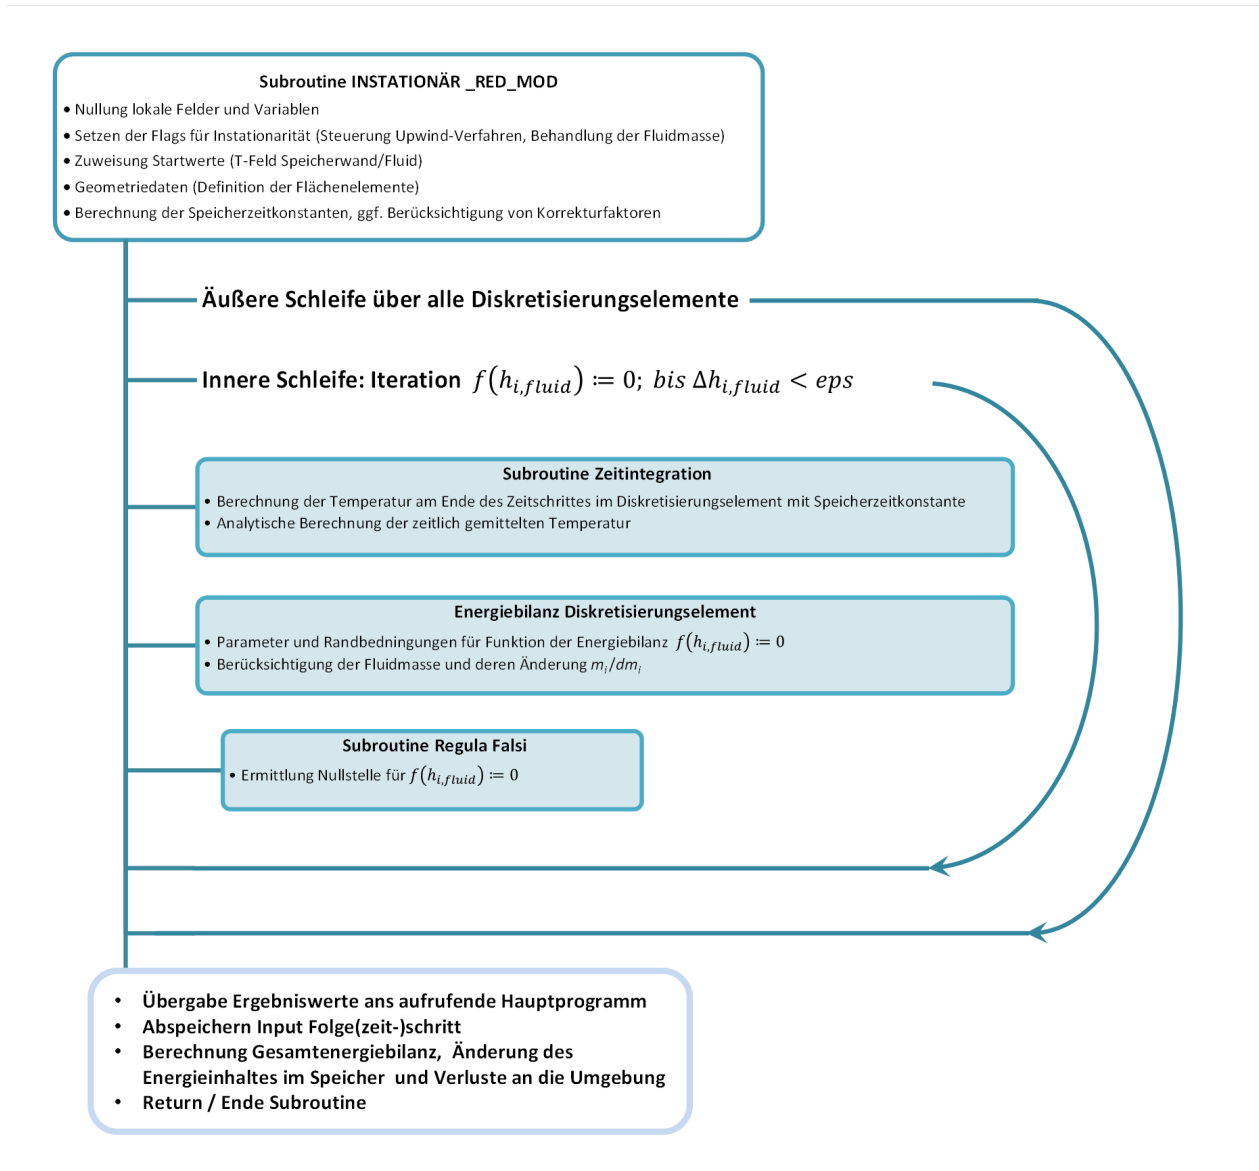 Subroutine INSTATIONÄR _RED_MOD
• Nullung lokale Felder und Variablen
• Setzen der Flags für Instationarität (Steuerung Upwind-Verfahren, Behandlung der Fluidmasse)
• Zuweisung Startwerte (T-Feld Speicherwand/Fluid)
• Geometriedaten (Definition der Flächenelemente)
• Berechnung der Speicherzeitkonstanten, ggf. Berücksichtigung von Korrekturfaktoren
Äußere Schleife über alle Diskretisierungselemente
Innere Schleife: Iteration f(h_{i,fluid}) ≔ 0; bis Δh_{i,fluid} < eps
Subroutine Zeitintegration
• Berechnung der Temperatur am Ende des Zeitschrittes im Diskretisierungselement mit Speicherzeitkonstante
• Analytische Berechnung der zeitlich gemittelten Temperatur
Energiebilanz Diskretisierungselement
• Parameter und Randbedningungen für Funktion der Energiebilanz f(h_{i,fluid}) ≔ 0
• Berücksichtigung der Fluidmasse und deren Änderung m_i/dm_i
Subroutine Regula Falsi
• Ermittlung Nullstelle für f(h_{i,fluid}) ≔ 0
• Übergabe Ergebniswerte ans aufrufende Hauptprogramm
• Abspeichern Input Folge(zeit-)schritt
• Berechnung Gesamtenergiebilanz, Änderung des
Energieinhaltes im Speicher und Verluste an die Umgebung
• Return / Ende Subroutine